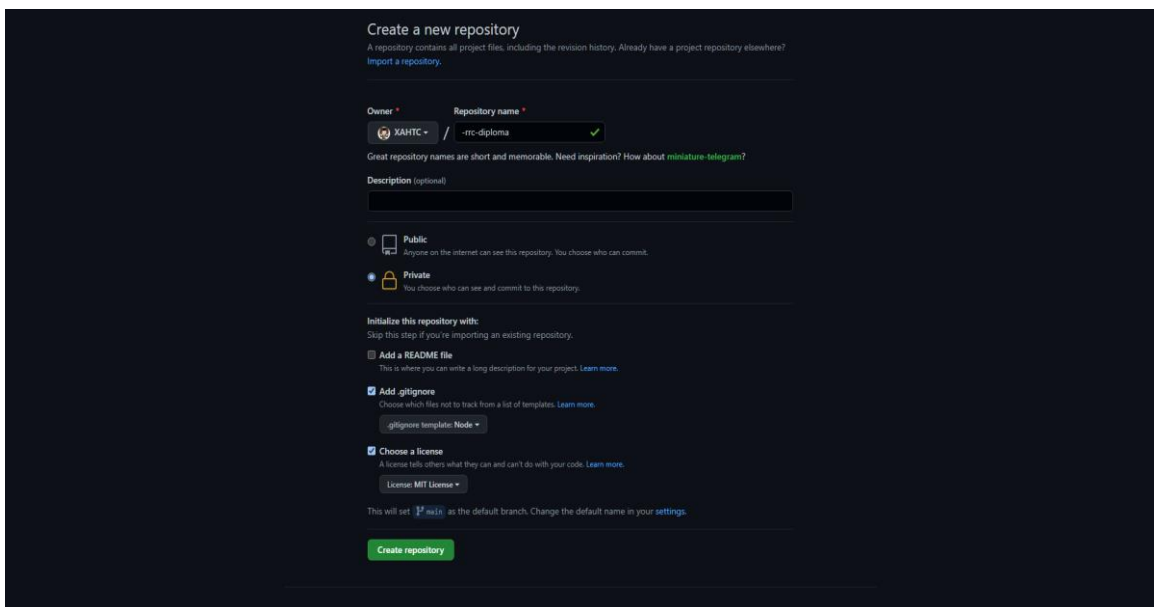 Create a new repository
A repository contains all project files, including the revision history. Already have a project repository elsewhere?
Import a repository.
Owner * Repository name *
XAHTC / -rrc-diploma
Great repository names are short and memorable. Need inspiration? How about miniature-telegram?
Description (optional)
Public
Anyone on the internet can see this repository. You choose who can commit.
Private
You choose who can see and commit to this repository.
Initialize this repository with:
Skip this step if you're importing an existing repository.
Add a README file
This is where you can write a long description for your project. Learn more.
Add .gitignore
Choose which files not to track from a list of templates. Learn more.
.gitignore template: Node
Choose a license
A license tells others what they can and can't do with your code. Learn more.
License: MIT License
This will set main as the default branch. Change the default name in your settings.
Create repository